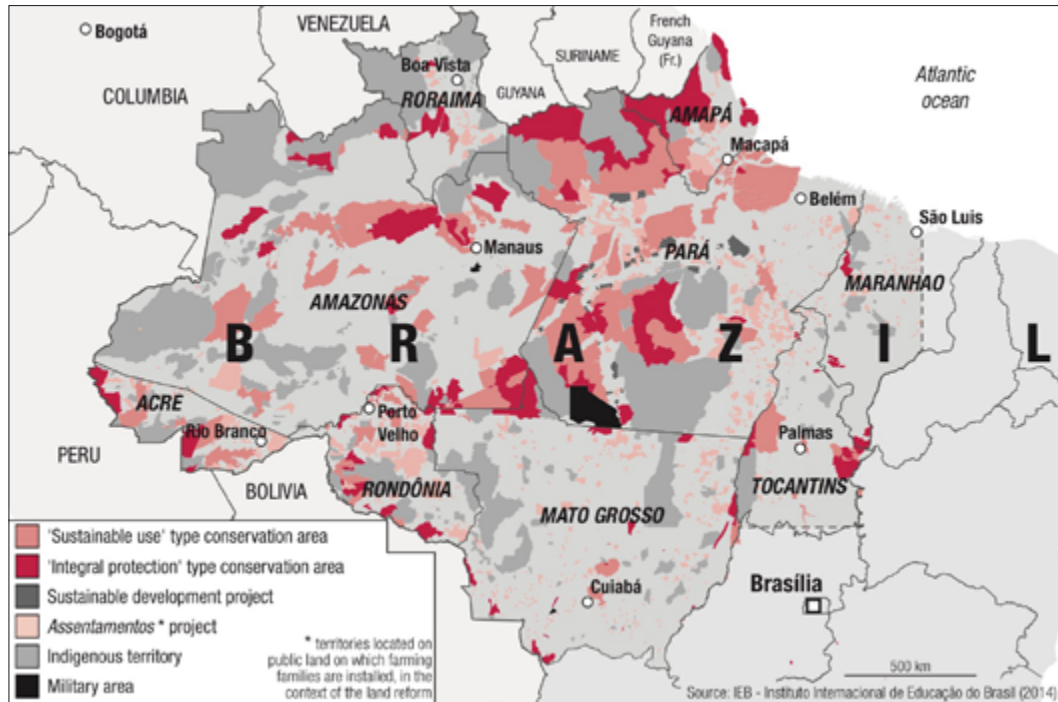 VENEZUELA
Bogotá
French
Guyana
(Fr.)
SURINAME
Atlantic
ocean
Boa Vista
COLUMBIA
RORAIMA
GUYANA
AMAPÁ
Macapá
Belém
São Luis
Manaus
PARÁ
MARANHAO
AMAZONAS
B R A Z I L
ACRE
Perto
Velho
Rio Branco
Palmas
PERU
BOLIVIA
RONDÔNIA
TOCANTINS
MATO GROSSO
Cuiabá
Brasília
'Sustainable use' type conservation area
'Integral protection' type conservation area
Sustainable development project
Assentamentos * project
Indigenous territory
Military area
* territories located on
public land on which farming
families are installed, in the
context of the land reform
500 km
Source: IEB - Instituto Internacional de Educação do Brasil (2014)